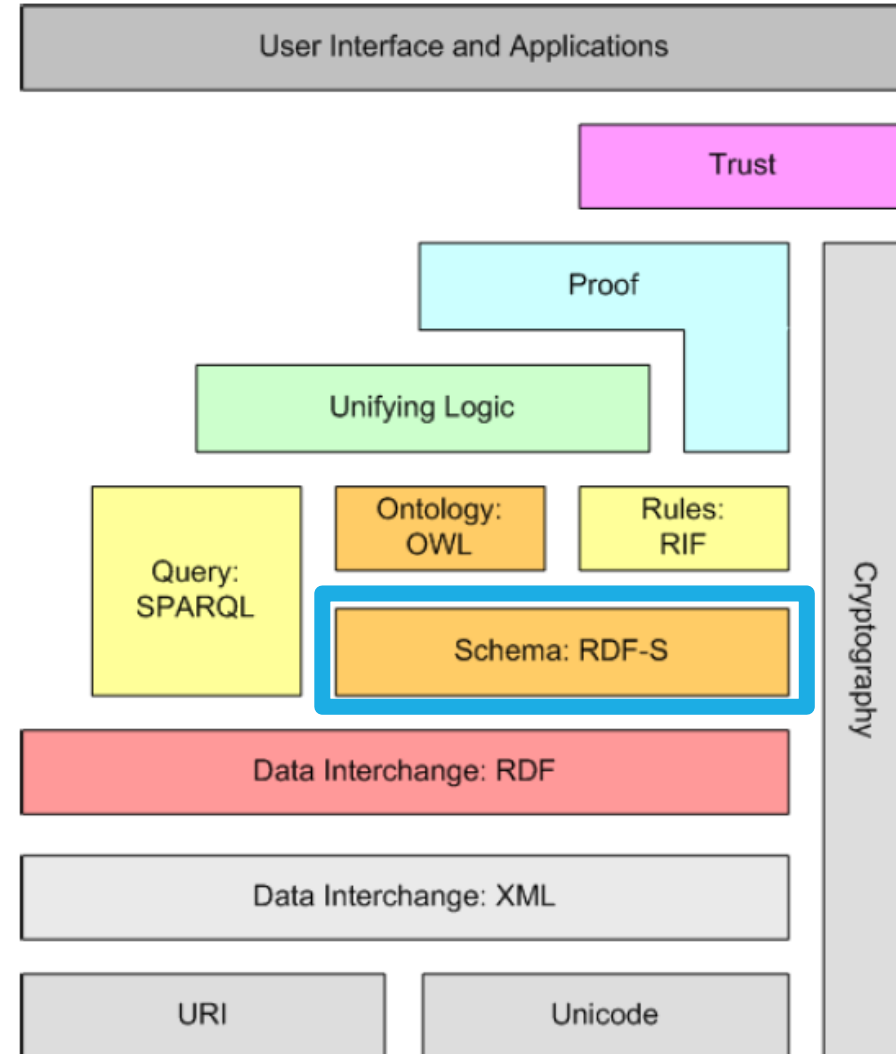 User Interface and Applications
Trust
Proof
Unifying Logic
Query:
SPARQL
Ontology:
OWL
Rules:
RIF
Schema: RDF-S
Cryptography
Data Interchange: RDF
Data Interchange: XML
URI
Unicode